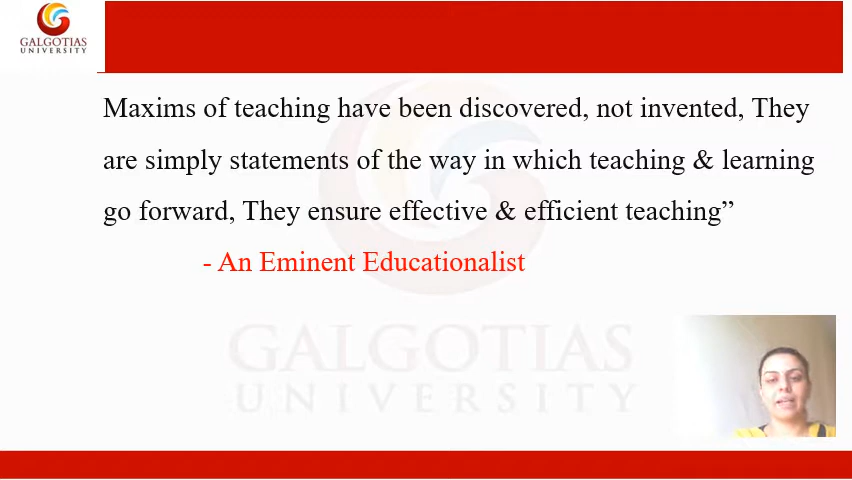 GALGOTIAS
UNIVERSITY
Maxims of teaching have been discovered, not invented, They
are simply statements of the way in which teaching & learning
go forward, They ensure effective & efficient teaching”
- An Eminent Educationalist
GALGOTIAS
UNIVERSITY